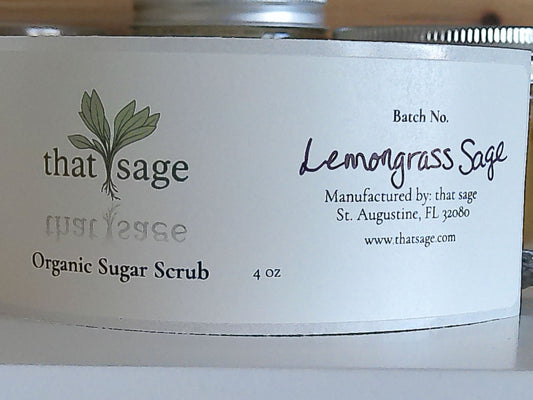 that sage
Organic Sugar Scrub
4 oz
Batch No.
Lemongrass Sage
Manufactured by: that sage
St. Augustine, FL 32080
www.thatsage.com